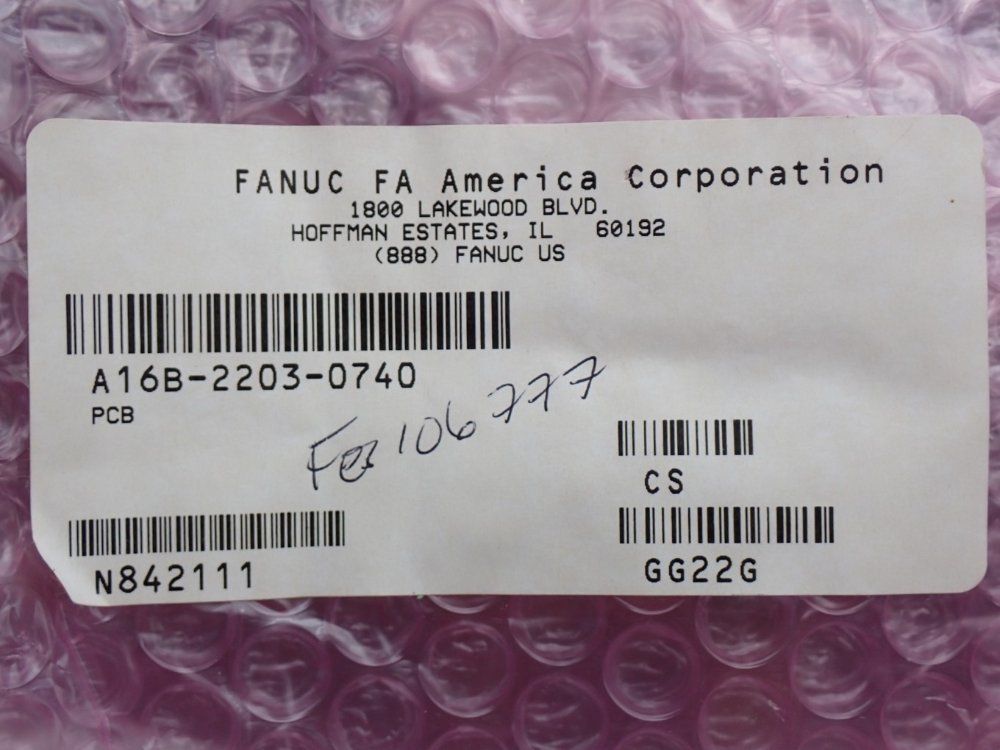 FANUC FA America Corporation
1800 LAKEWOOD BLVD.
HOFFMAN ESTATES, IL 60192
(888) FANUC US
A16B-2203-0740
PCB
106777
CS
N842111
GG22G